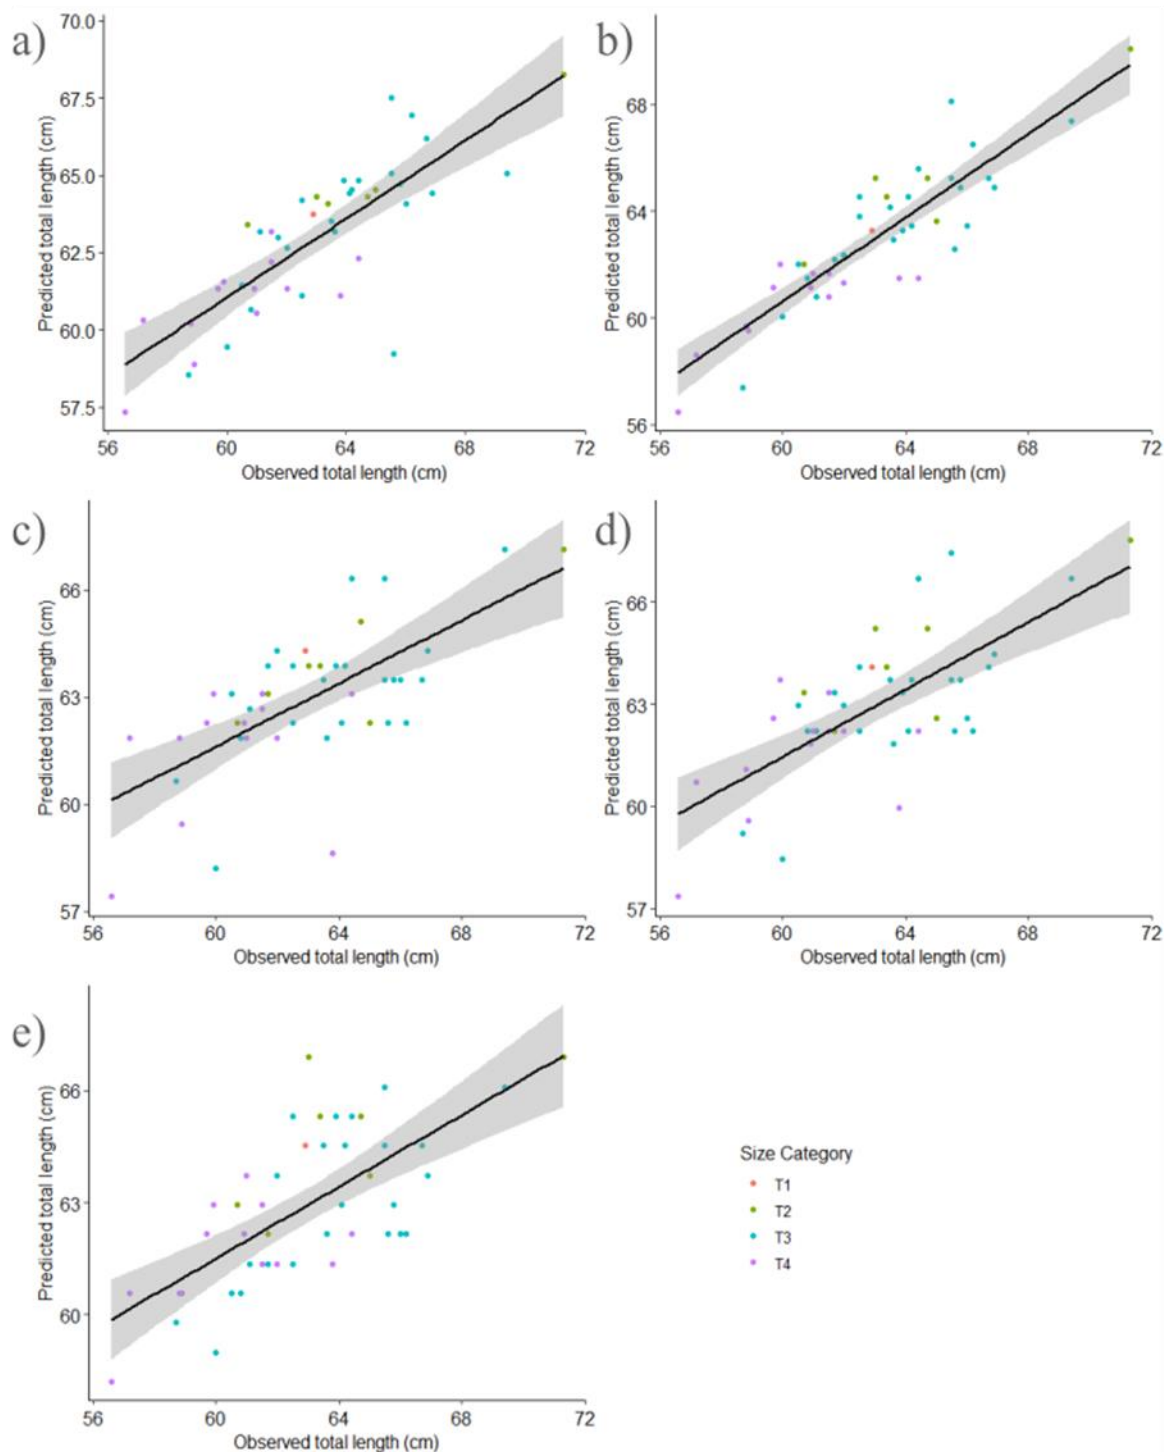 a)
Predicted total length (cm)
70.0
67.5
65.0
62.5
60.0
57.5
56 60 64 68 72
Observed total length (cm)
b)
Predicted total length (cm)
68
64
60
56
56 60 64 68 72
Observed total length (cm)
c)
Predicted total length (cm)
66
63
60
57
56 60 64 68 72
Observed total length (cm)
d)
Predicted total length (cm)
66
63
60
57
56 60 64 68 72
Observed total length (cm)
e)
Predicted total length (cm)
66
63
60
56 60 64 68 72
Observed total length (cm)
Size Category
T1
T2
T3
T4